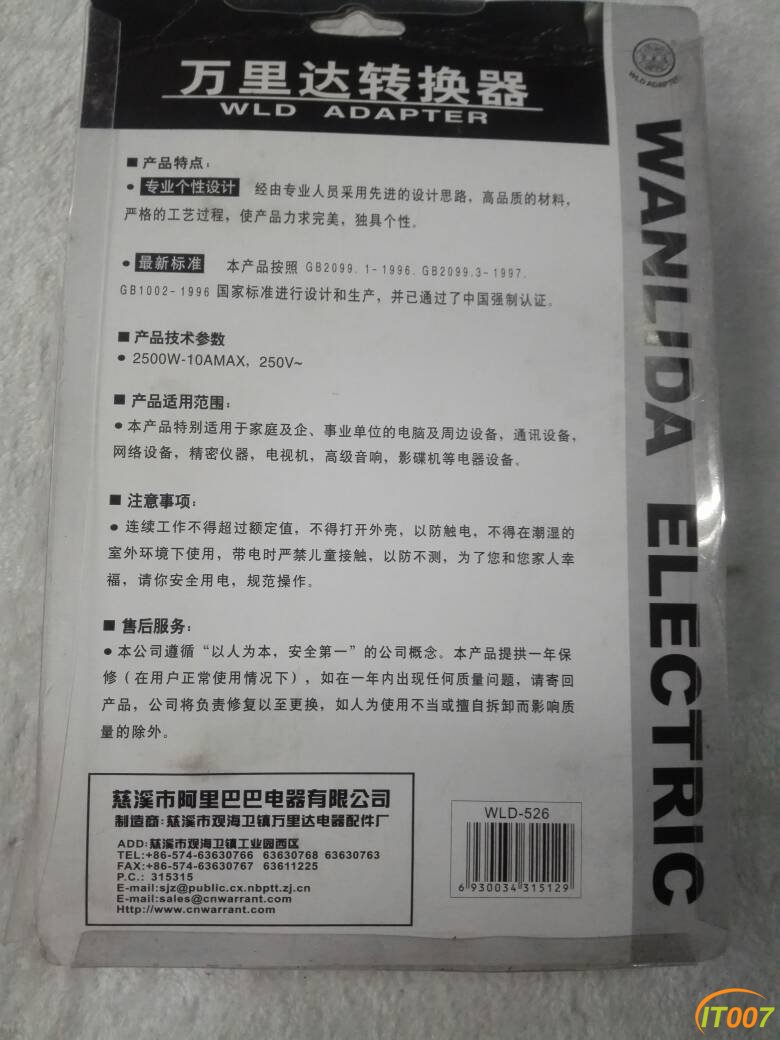 万里达转换器
WLD ADAPTER
WLD ADAPTER
WANLIDA ELECTRIC
■ 产品特点：
● 专业个性设计 经由专业人员采用先进的设计思路，高品质的材料，
严格的工艺过程，使产品力求完美，独具个性。
● 最新标准 本产品按照 GB2099.1-1996. GB2099.3-1997.
GB1002-1996 国家标准进行设计和生产，并已通过了中国强制认证。
■ 产品技术参数
● 2500W-10AMAX，250V~
■ 产品适用范围：
● 本产品特别适用于家庭及企、事业单位的电脑及周边设备，通讯设备，
网络设备，精密仪器，电视机，高级音响，影碟机等电器设备。
■ 注意事项：
● 连续工作不得超过额定值，不得打开外壳，以防触电，不得在潮湿的
室外环境下使用，带电时严禁儿童接触，以防不测，为了您和您家人幸
福，请你安全用电，规范操作。
■ 售后服务：
● 本公司遵循“以人为本，安全第一”的公司概念。本产品提拱一年保
修（在用户正常使用情况下），如在一年内出现任何质量问题，请寄回
产品，公司将负责修复以至更换，如人为使用不当或擅自拆卸而影响质
量的除外。
慈溪市阿里巴巴电器有限公司
制造商：慈溪市观海卫镇万里达电器配件厂
ADD:慈溪市观海卫镇工业园西区
TEL:+86-574-63630766 63630768 63630763
FAX:+86-574-63630767 63611225
P.C.: 315315
E-mail:sjz@public.cx.nbptt.zj.cn
E-mail:sales@cnwarrant.com
Http://www.cnwarrant.com
WLD-526
6 930034 315129
IT007